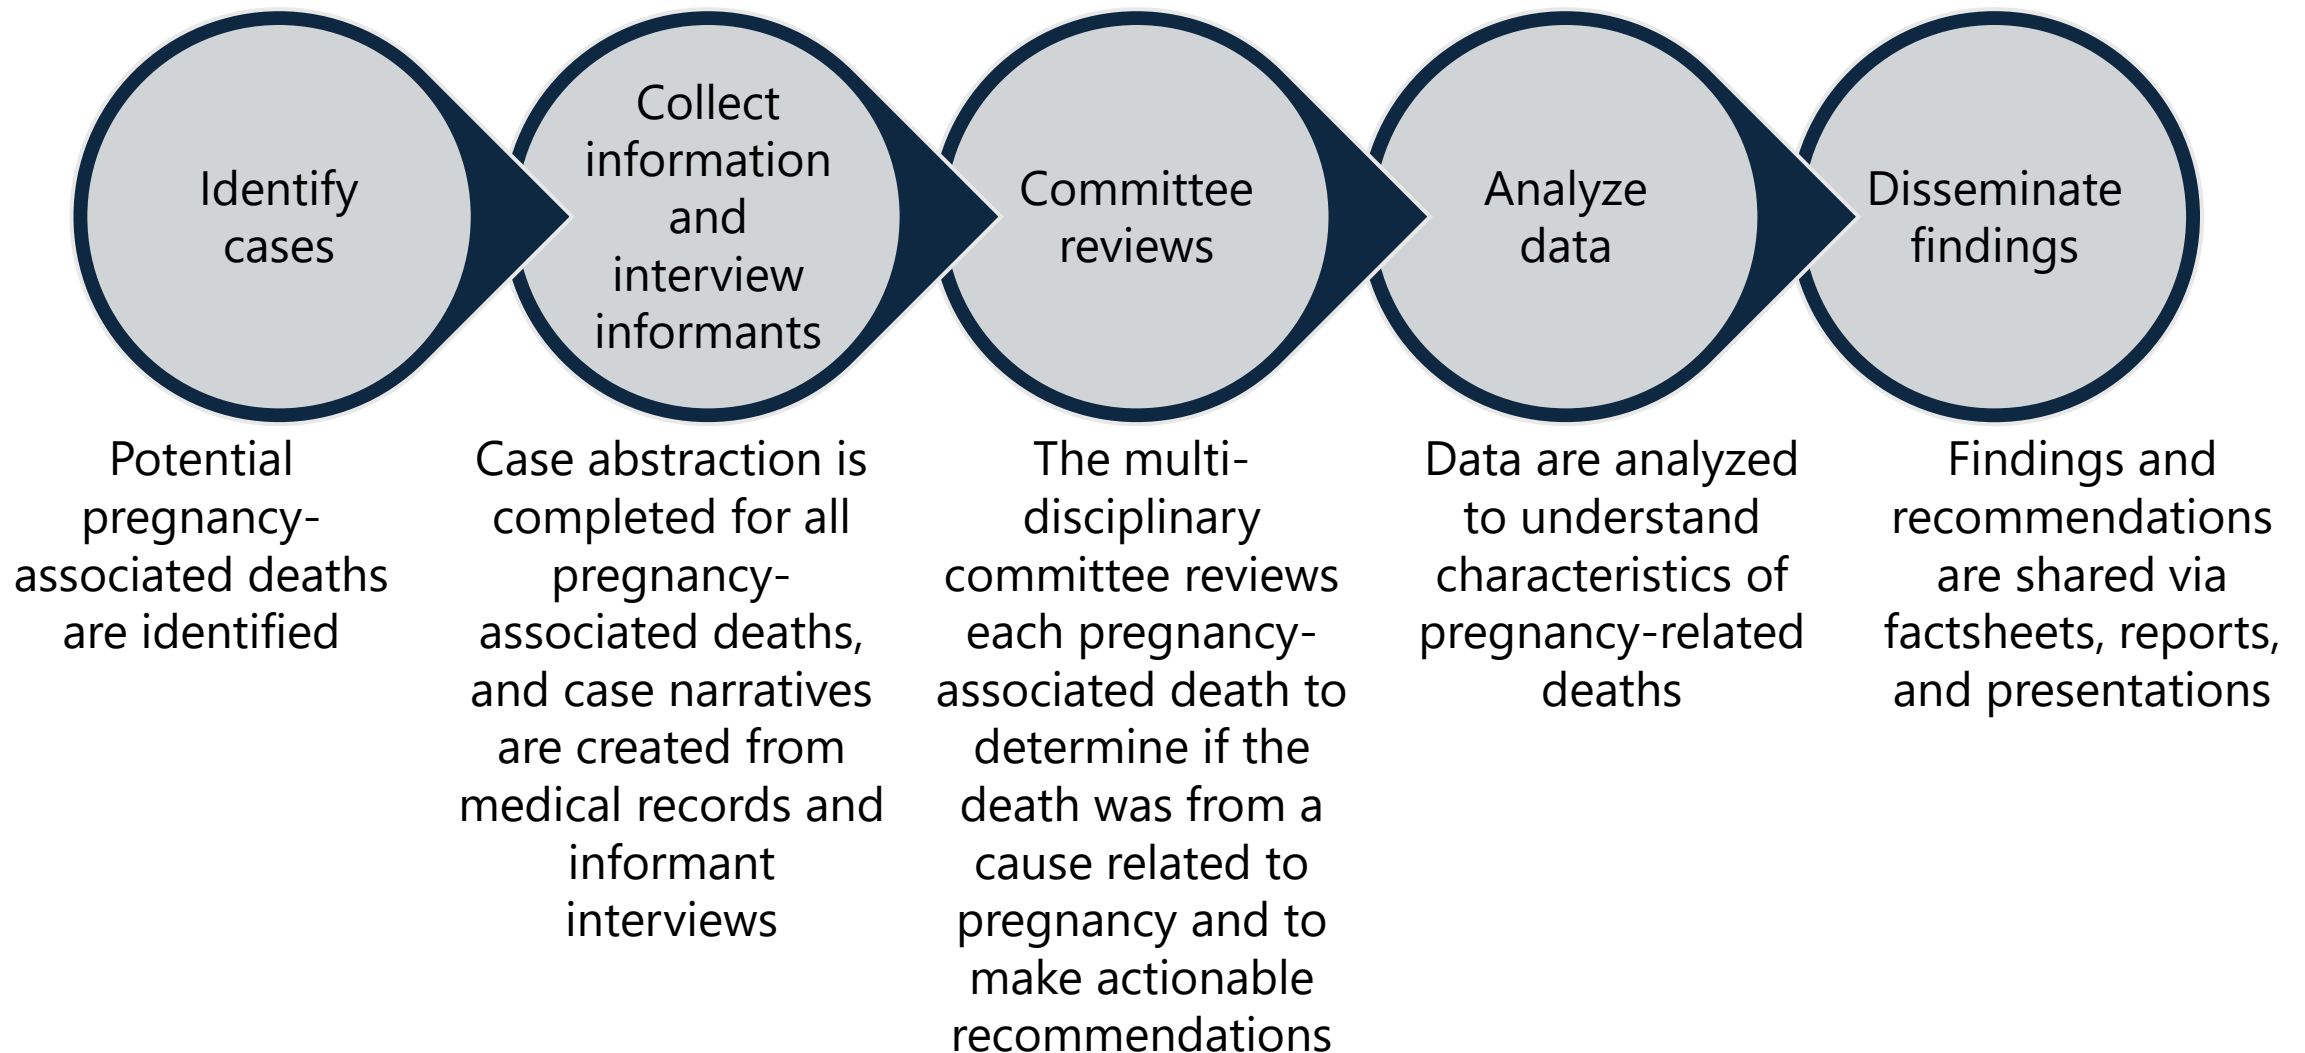 Identify
cases
Collect
information
and
interview
informants
Committee
reviews
Analyze
data
Disseminate
findings
Potential
pregnancy-
associated deaths
are identified
Case abstraction is
completed for all
pregnancy-
associated deaths,
and case narratives
are created from
medical records and
informant
interviews
The multi-
disciplinary
committee reviews
each pregnancy-
associated death to
determine if the
death was from a
cause related to
pregnancy and to
make actionable
recommendations
Data are analyzed
to understand
characteristics of
pregnancy-related
deaths
Findings and
recommendations
are shared via
factsheets, reports,
and presentations